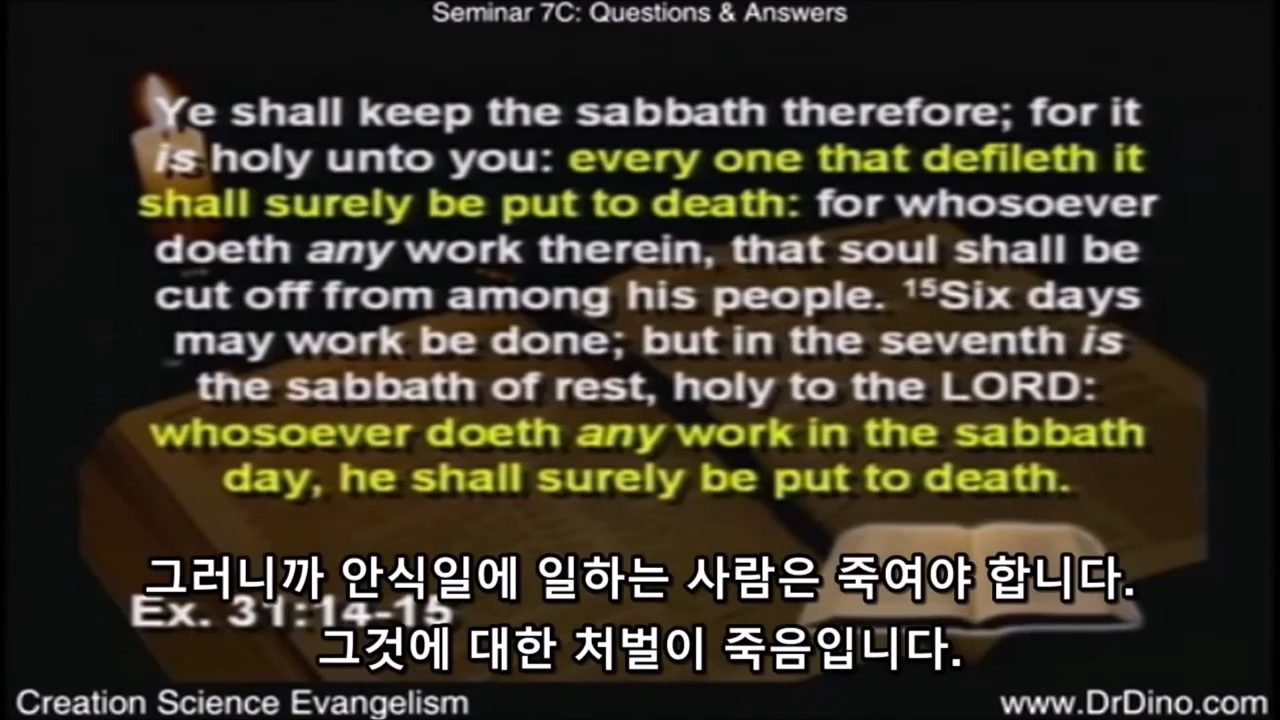 Seminar 7C: Questions & Answers
Ye shall keep the sabbath therefore; for it
is holy unto you: every one that defileth it
shall surely be put to death: for whosoever
doeth any work therein, that soul shall be
cut off from among his people. ¹⁵Six days
may work be done; but in the seventh is
the sabbath of rest, holy to the LORD:
whosoever doeth any work in the sabbath
day, he shall surely be put to death.
그러니까 안식일에 일하는 사람은 죽여야 합니다.
Ex. 31:14-15
그것에 대한 처벌이 죽음입니다.
Creation Science Evangelism
www.DrDino.com